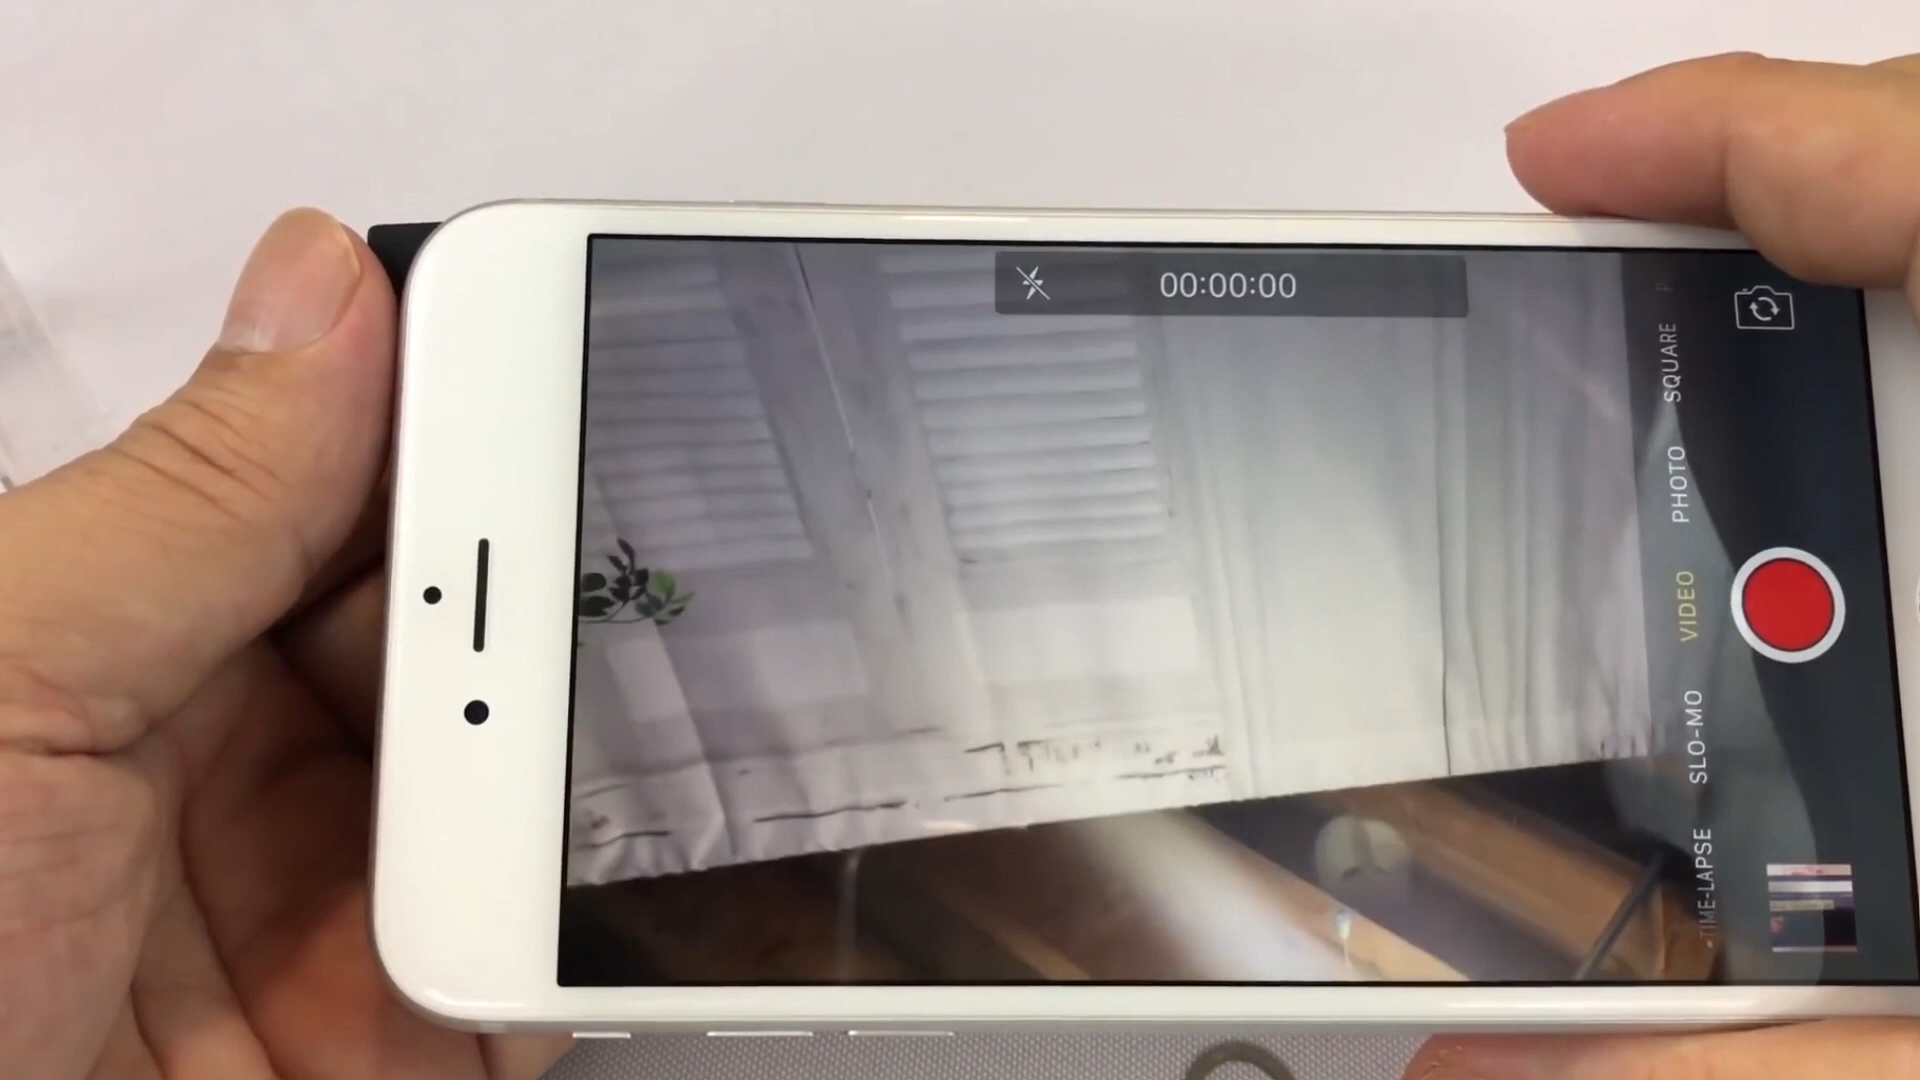 00:00:00
SQUARE
PHOTO
VIDEO
SLO-MO
TIME-LAPSE